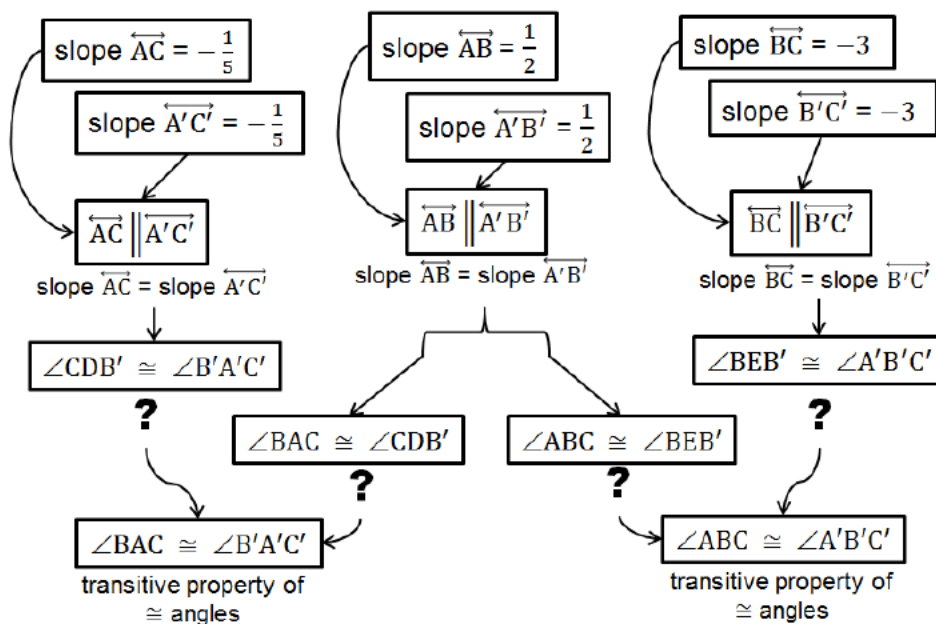 slope AC = −1/5
slope A′C′ = −1/5
AC ∥ A′C′
slope AC = slope A′C′
∠CDB′ ≅ ∠B′A′C′
?
slope AB = 1/2
slope A′B′ = 1/2
AB ∥ A′B′
slope AB = slope A′B′
∠BAC ≅ ∠CDB′
?
∠ABC ≅ ∠BEB′
?
slope BC = −3
slope B′C′ = −3
BC ∥ B′C′
slope BC = slope B′C′
∠BEB′ ≅ ∠A′B′C′
?
∠BAC ≅ ∠B′A′C′
transitive property of
≅ angles
∠ABC ≅ ∠A′B′C′
transitive property of
≅ angles